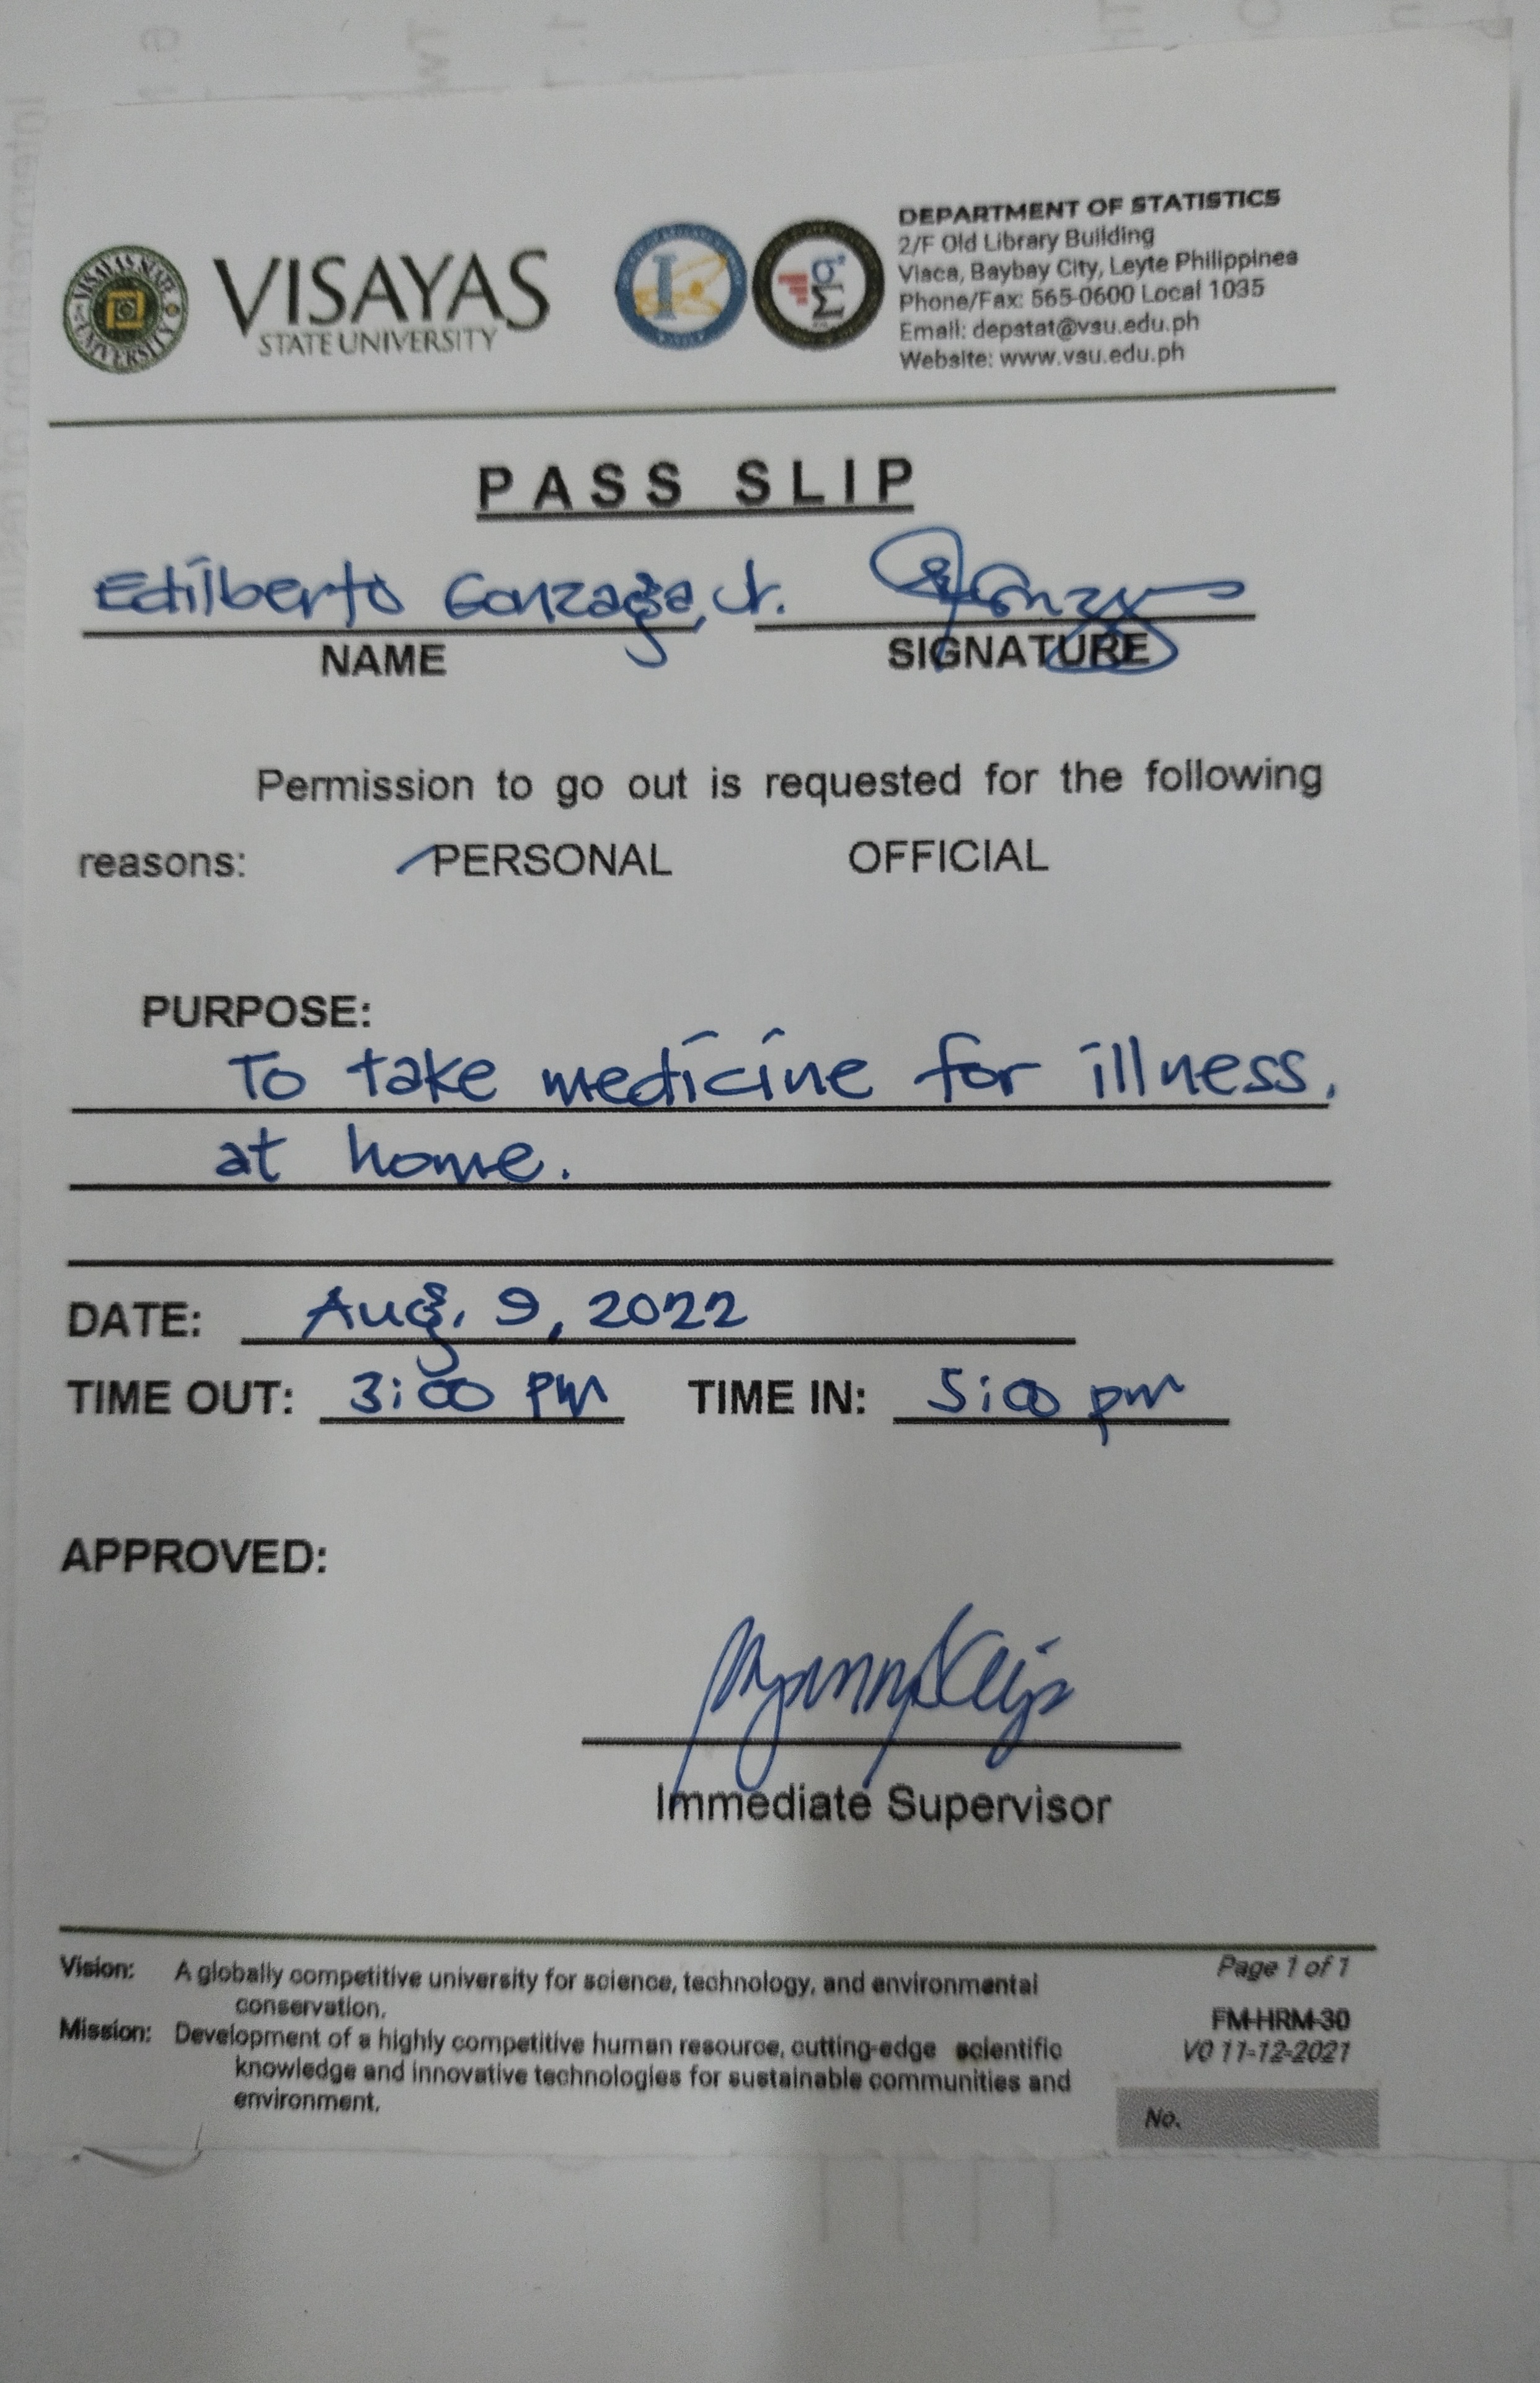 VISAYAS
STATE UNIVERSITY
DEPARTMENT OF STATISTICS
2/F Old Library Building
Visca, Baybay City, Leyte Philippines
Phone/Fax: 565-0600 Local 1035
Email: depstat@vsu.edu.ph
Website: www.vsu.edu.ph
PASS SLIP
Edilberto Gonzaga, Jr.
NAME SIGNATURE
Permission to go out is requested for the following
reasons: PERSONAL OFFICIAL
PURPOSE:
To take medicine for illness,
at home.
DATE: Aug. 9, 2022
TIME OUT: 3:00 pm TIME IN: 5:00 pm
APPROVED:
Immediate Supervisor
Vision: A globally competitive university for science, technology, and environmental
conservation.
Mission: Development of a highly competitive human resource, cutting-edge scientific
knowledge and innovative technologies for sustainable communities and
environment.
Page 1 of 1
FM-HRM-30
V0 11-12-2021
No.